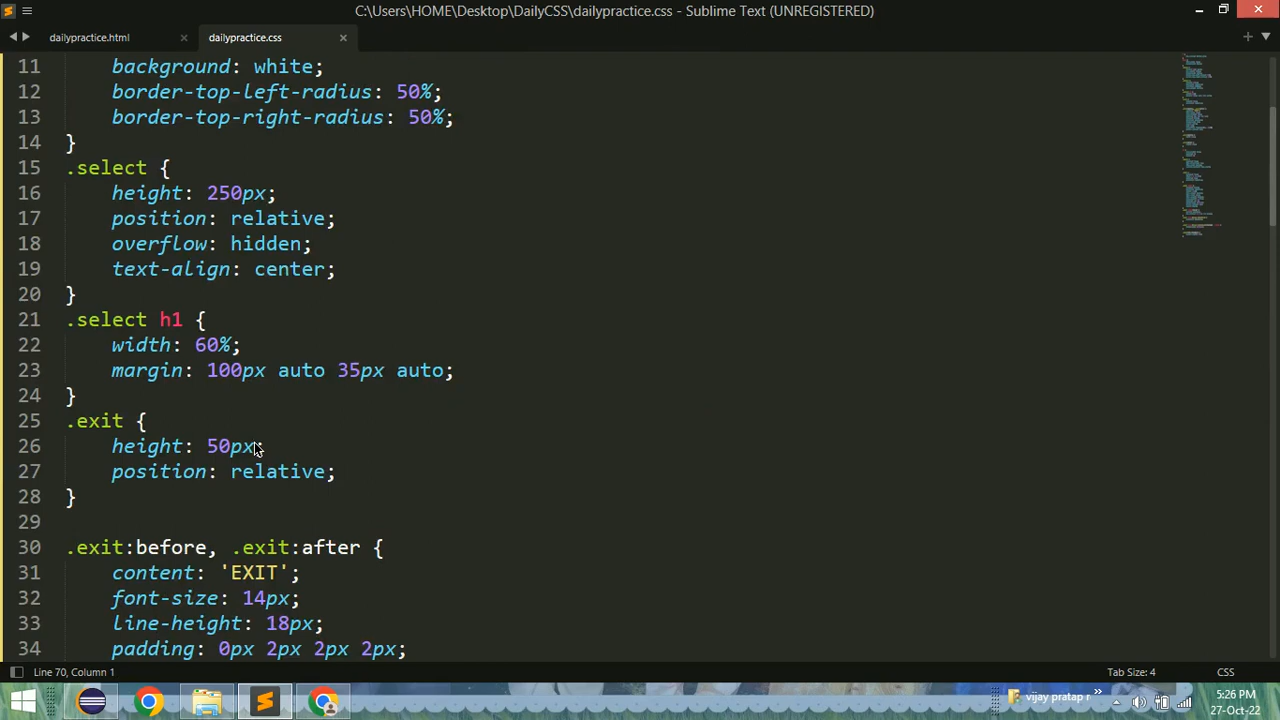 C:\Users\HOME\Desktop\DailyCSS\dailypractice.css - Sublime Text (UNREGISTERED)
dailypractice.html
dailypractice.css
11 background: white;
12 border-top-left-radius: 50%;
13 border-top-right-radius: 50%;
14 }
15 .select {
16 height: 250px;
17 position: relative;
18 overflow: hidden;
19 text-align: center;
20 }
21 .select h1 {
22 width: 60%;
23 margin: 100px auto 35px auto;
24 }
25 .exit {
26 height: 50px;
27 position: relative;
28 }
29
30 .exit:before, .exit:after {
31 content: 'EXIT';
32 font-size: 14px;
33 line-height: 18px;
34 padding: 0px 2px 2px 2px;
Line 70, Column 1
Tab Size: 4
CSS
vijay pratap r
5:26 PM
27-Oct-22